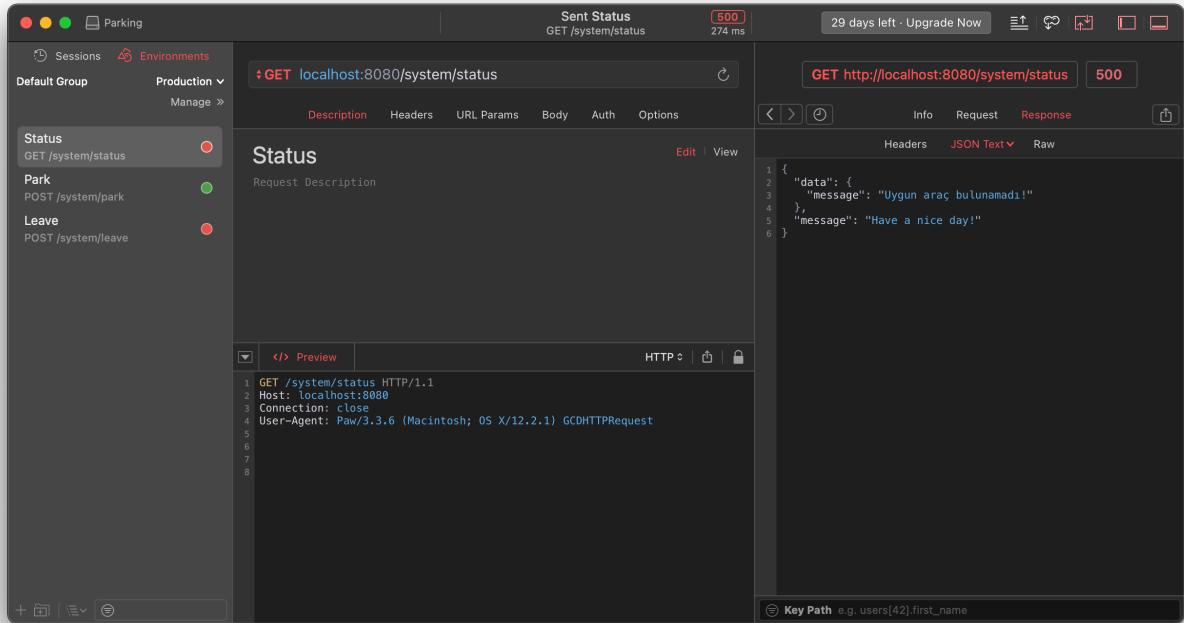 Parking
Sent Status
GET /system/status
500
274 ms
29 days left · Upgrade Now
Sessions
Environments
Default Group
Production
Manage »
Status
GET /system/status
Park
POST /system/park
Leave
POST /system/leave
GET localhost:8080/system/status
Description Headers URL Params Body Auth Options
Status
Edit View
Request Description
</> Preview
HTTP
1 GET /system/status HTTP/1.1
2 Host: localhost:8080
3 Connection: close
4 User-Agent: Paw/3.3.6 (Macintosh; OS X/12.2.1) GCDHTTPRequest
5
6
7
8
GET http://localhost:8080/system/status 500
Info Request Response
Headers JSON Text Raw
1 {
2 "data": {
3 "message": "Uygun araç bulunamadı!"
4 },
5 "message": "Have a nice day!"
6 }
Key Path e.g. users[42].first_name